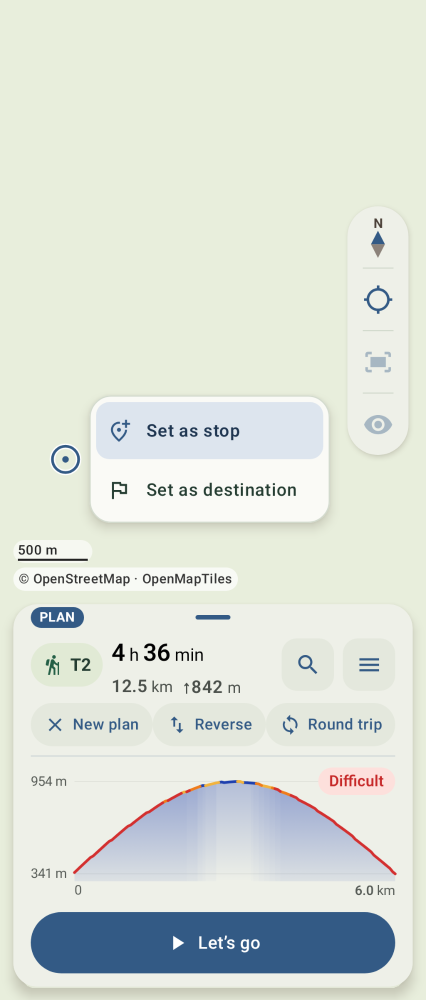 N
Set as stop
Set as destination
500 m
© OpenStreetMap · OpenMapTiles
PLAN
T2
4 h 36 min
12.5 km ↑842 m
New plan
Reverse
Round trip
954 m
Difficult
341 m
0
6.0 km
Let’s go